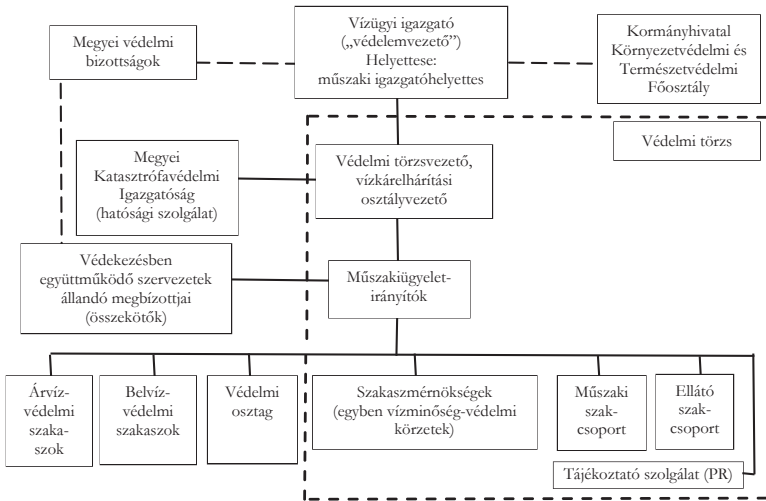 Megyei védelmi
bizottságok
Vízügyi igazgató
(„védelemvezető”)
Helyettese:
műszaki igazgatóhelyettes
Kormányhivatal
Környezetvédelmi és
Természetvédelmi
Főosztály
Védelmi törzs
Megyei
Katasztrófavédelmi
Igazgatóság
(hatósági szolgálat)
Védelmi törzsvezető,
vízkárelhárítási
osztályvezető
Védekezésben
együttműködő szervezetek
állandó megbízottjai
(összekötők)
Műszakiügyelet-
irányítók
Árvíz-
védelmi
szaka-
szok
Belvíz-
védelmi
szakaszok
Védelmi
osztag
Szakaszmérnökségek
(egyben vízminőség-védelmi
körzetek)
Műszaki
szak-
csoport
Ellátó
szak-
csoport
Tájékoztató szolgálat (PR)